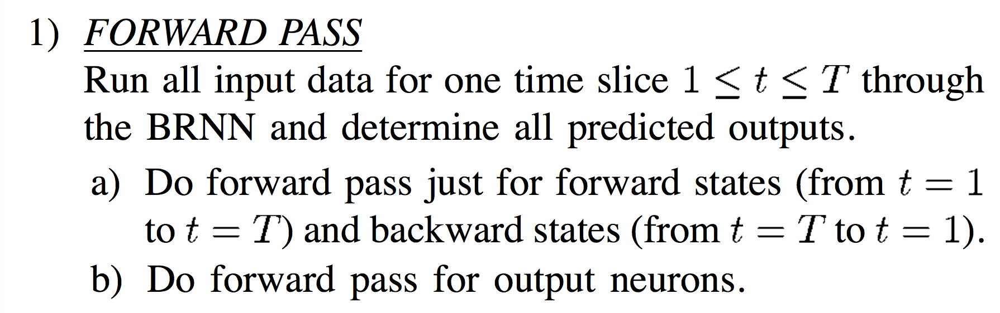 1) FORWARD PASS
Run all input data for one time slice 1 ≤ t ≤ T through
the BRNN and determine all predicted outputs.
a) Do forward pass just for forward states (from t = 1
to t = T) and backward states (from t = T to t = 1).
b) Do forward pass for output neurons.